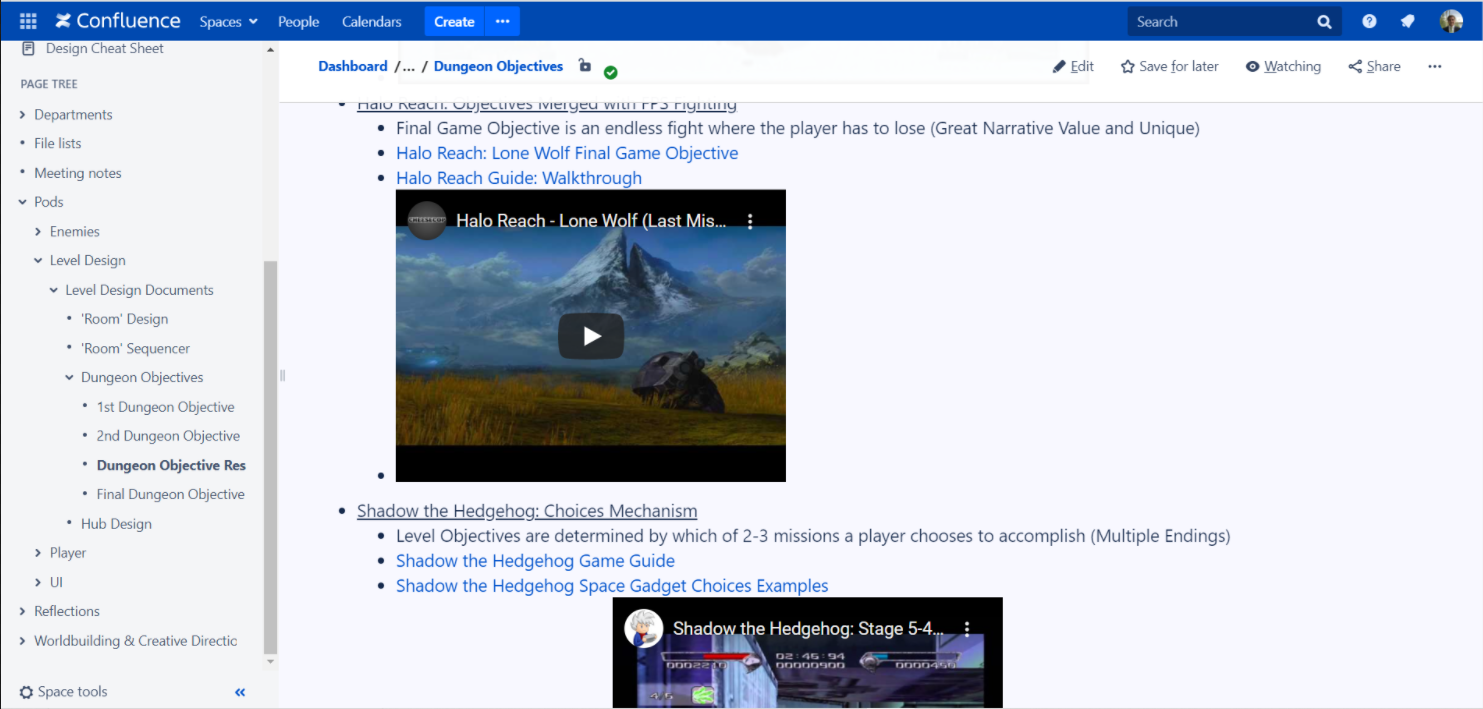 Confluence Spaces People Calendars Create ••• Search
Design Cheat Sheet
PAGE TREE
Departments
File lists
Meeting notes
Pods
Enemies
Level Design
Level Design Documents
'Room' Design
'Room' Sequencer
Dungeon Objectives
1st Dungeon Objective
2nd Dungeon Objective
Dungeon Objective Res
Final Dungeon Objective
Hub Design
Player
UI
Reflections
Worldbuilding & Creative Directic
Space tools
Dashboard /... / Dungeon Objectives
Edit Save for later Watching Share •••
Halo Reach: Objectives Merged with FPS Fighting
Final Game Objective is an endless fight where the player has to lose (Great Narrative Value and Unique)
Halo Reach: Lone Wolf Final Game Objective
Halo Reach Guide: Walkthrough
Halo Reach - Lone Wolf (Last Mis...
Shadow the Hedgehog: Choices Mechanism
Level Objectives are determined by which of 2-3 missions a player chooses to accomplish (Multiple Endings)
Shadow the Hedgehog Game Guide
Shadow the Hedgehog Space Gadget Choices Examples
Shadow the Hedgehog: Stage 5-4...
02:46:94
00000900
4/5